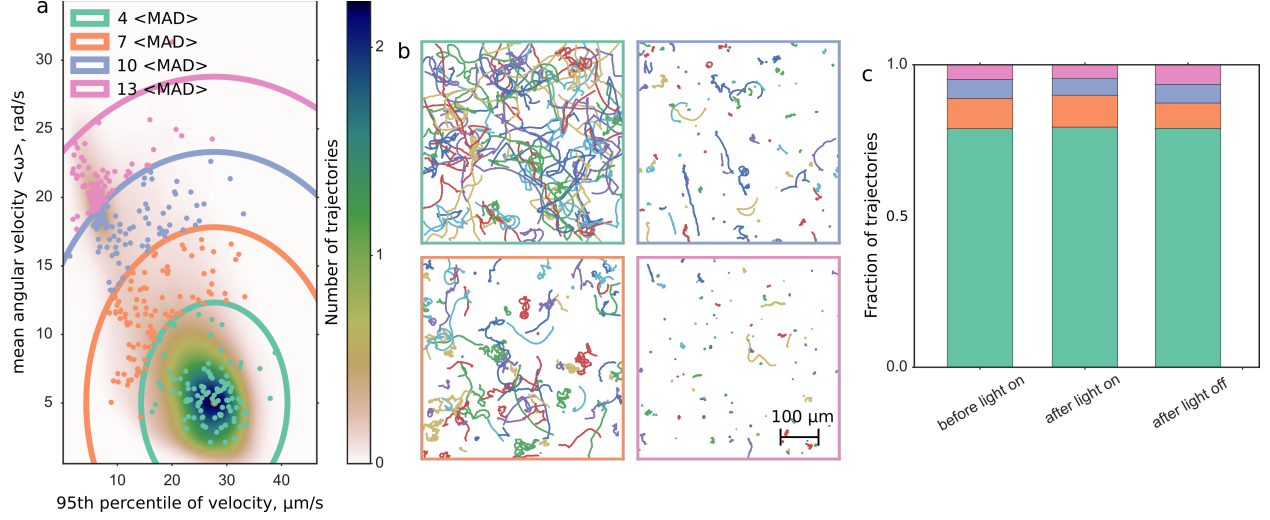 a
4 <MAD>
7 <MAD>
10 <MAD>
13 <MAD>
30
25
20
15
10
5
mean angular velocity <ω>, rad/s
10 20 30 40
95th percentile of velocity, µm/s
2
1
0
Number of trajectories
b
100 µm
c
1.0
0.5
0.0
Fraction of trajectories
before light on
after light on
after light off